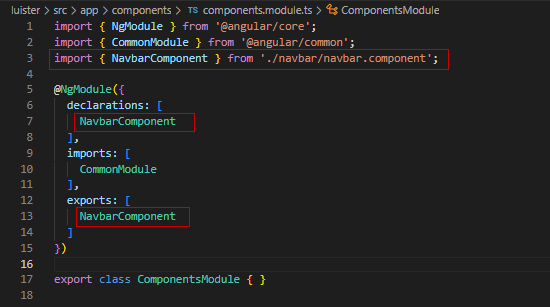 luister > src > app > components > TS components.module.ts > ComponentsModule
1 import { NgModule } from '@angular/core';
2 import { CommonModule } from '@angular/common';
3 import { NavbarComponent } from './navbar/navbar.component';
4
5 @NgModule({
6 declarations: [
7 NavbarComponent
8 ],
9 imports: [
10 CommonModule
11 ],
12 exports: [
13 NavbarComponent
14 ]
15 })
16
17 export class ComponentsModule { }
18